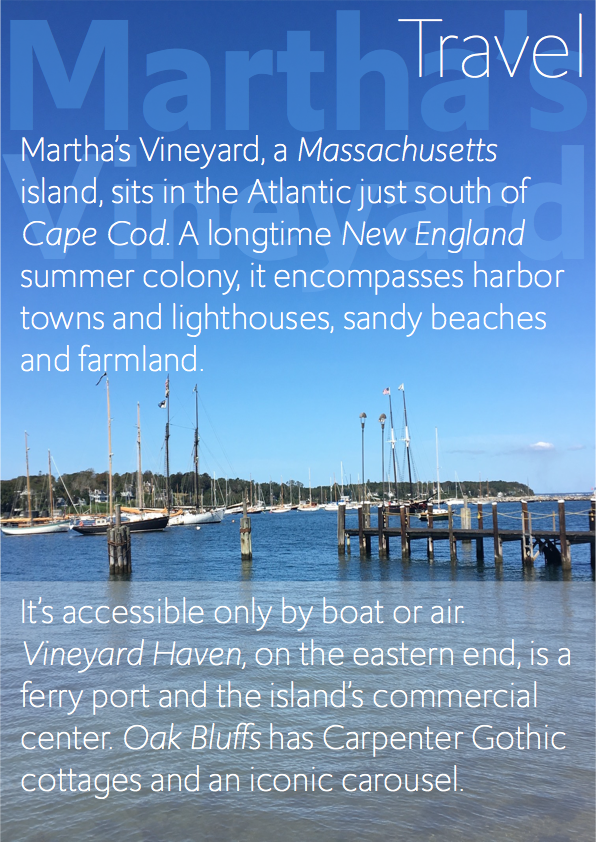 Travel
Martha's
Vineyard
Martha's Vineyard, a Massachusetts
island, sits in the Atlantic just south of
Cape Cod. A longtime New England
summer colony, it encompasses harbor
towns and lighthouses, sandy beaches
and farmland.
It's accessible only by boat or air.
Vineyard Haven, on the eastern end, is a
ferry port and the island's commercial
center. Oak Bluffs has Carpenter Gothic
cottages and an iconic carousel.